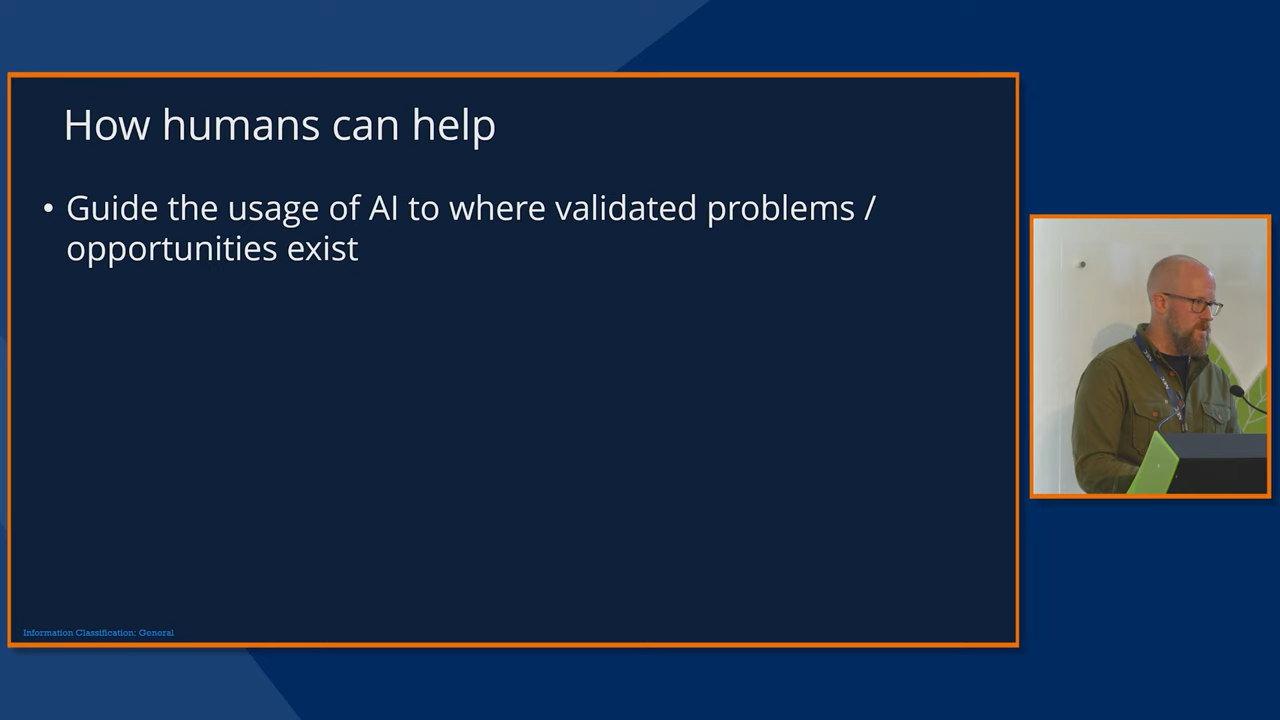 How humans can help
• Guide the usage of AI to where validated problems /
opportunities exist
Information Classification: General